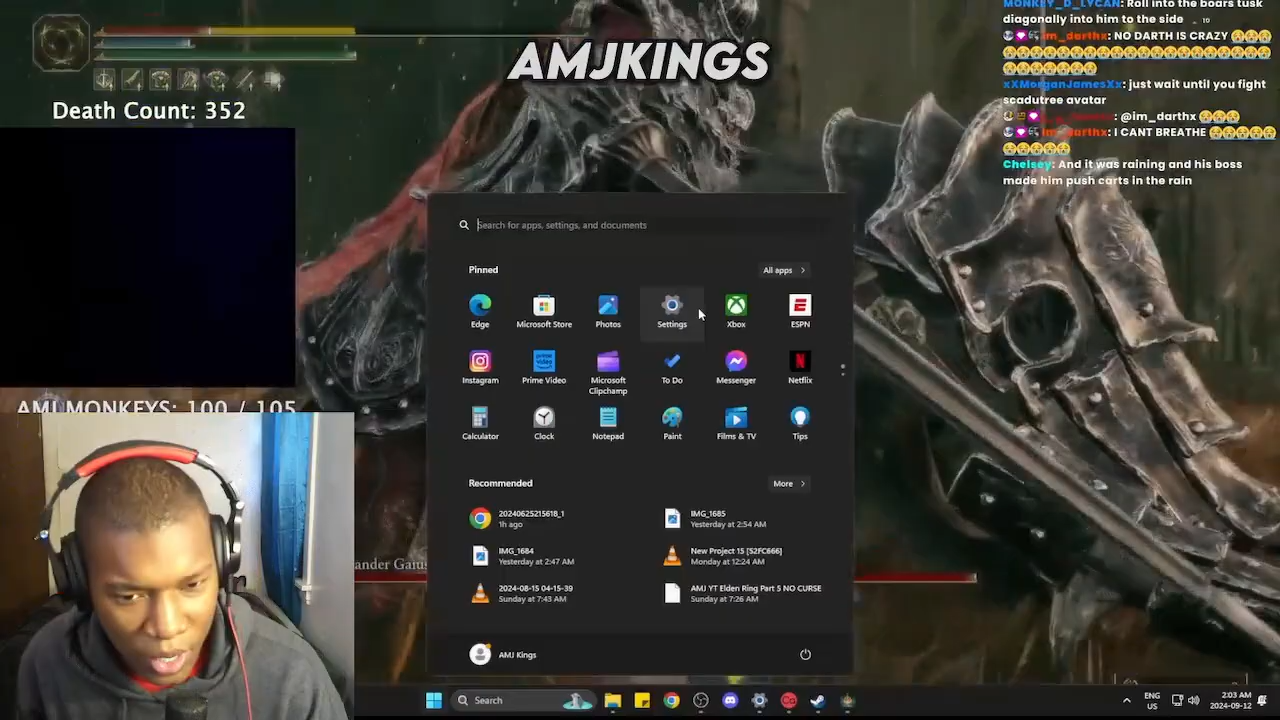 MONKEY_D_LYCAN: Roll into the boars tusk
diagonally into him to the side
AMJKINGS
im_darthx: NO DARTH IS CRAZY
Death Count: 352
xXMorganJamesXx: just wait until you fight
scadutree avatar
@im_darthx
im_darthx: I CANT BREATHE
Chelsey: And it was raining and his boss
made him push carts in the rain
Search for apps, settings, and documents
Pinned
All apps
Edge
Microsoft Store
Photos
Settings
Xbox
ESPN
Instagram
Prime Video
Microsoft
Clipchamp
To Do
Messenger
Netflix
AMJ MONKEYS: 100 / 105
Calculator
Clock
Notepad
Paint
Films & TV
Tips
Recommended
More
20240625215618_1
1h ago
IMG_1685
Yesterday at 2:54 AM
IMG_1684
Yesterday at 2:47 AM
New Project 15 [52FC666]
Monday at 12:24 AM
ander Gaius
2024-08-15 04-15-39
Sunday at 7:43 AM
AMJ YT Elden Ring Part 5 NO CURSE
Sunday at 7:26 AM
AMJ Kings
Search
ENG
US
2:03 AM
2024-09-12